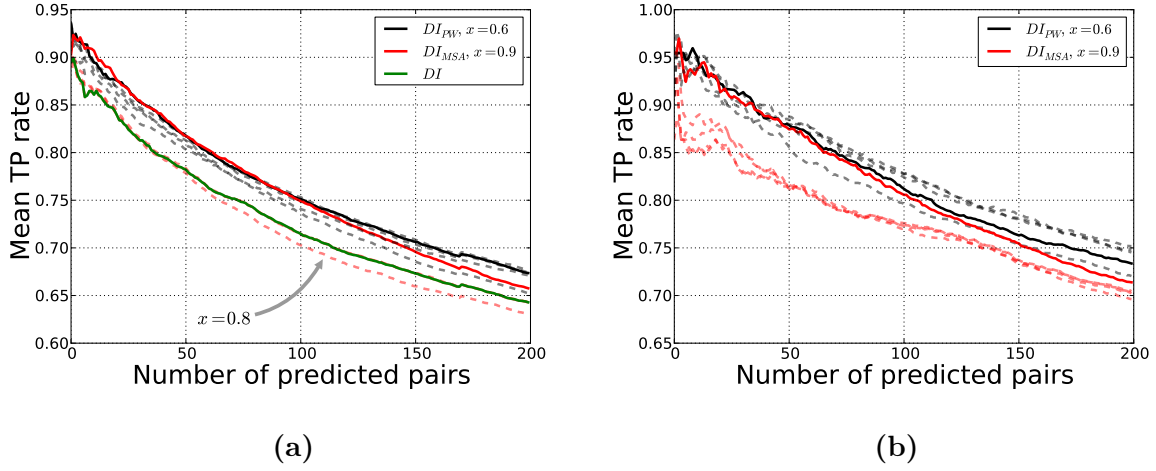 0.95
0.90
0.85
0.80
0.75
0.70
0.65
0.60
Mean TP rate
DI_PW, x=0.6
DI_MSA, x=0.9
DI
x=0.8
0 50 100 150 200
Number of predicted pairs
(a)
1.00
0.95
0.90
0.85
0.80
0.75
0.70
0.65
Mean TP rate
DI_PW, x=0.6
DI_MSA, x=0.9
0 50 100 150 200
Number of predicted pairs
(b)